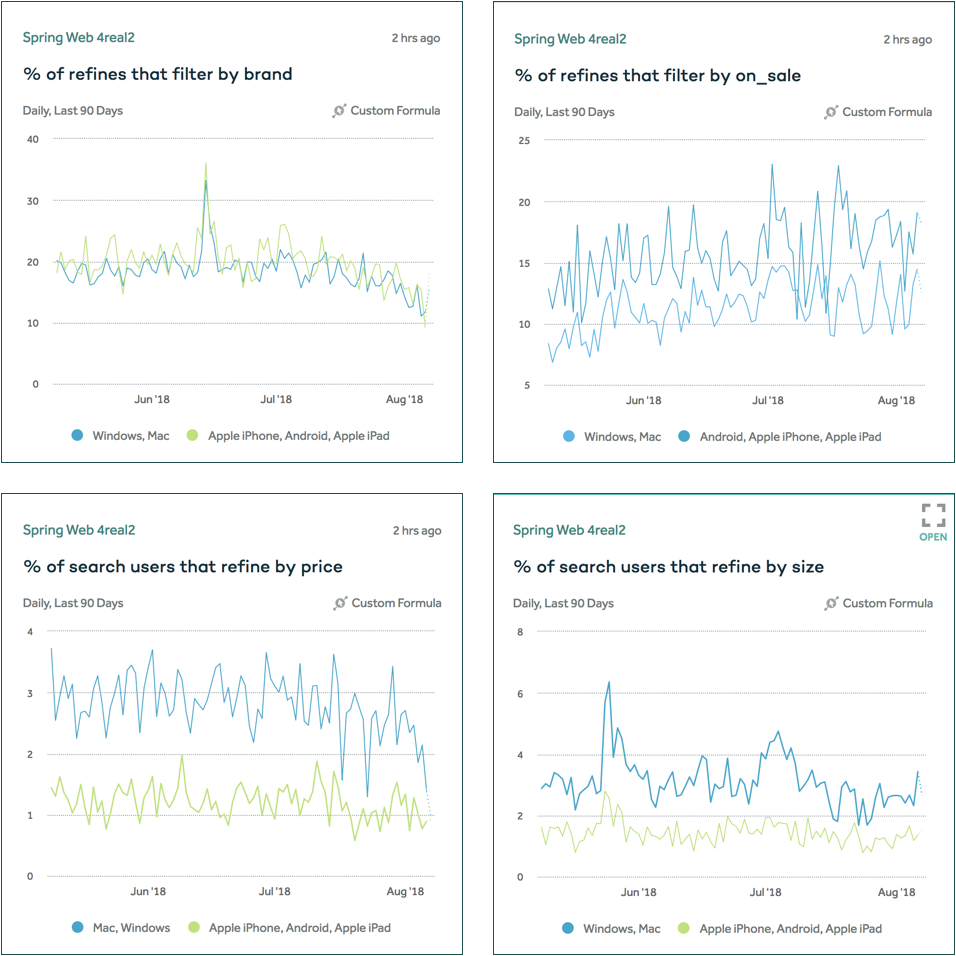 Spring Web 4real2
2 hrs ago
% of refines that filter by brand
Daily, Last 90 Days
Custom Formula
40
30
20
10
0
Jun '18 Jul '18 Aug '18
Windows, Mac Apple iPhone, Android, Apple iPad
Spring Web 4real2
2 hrs ago
% of refines that filter by on_sale
Daily, Last 90 Days
Custom Formula
25
20
15
10
5
Jun '18 Jul '18 Aug '18
Windows, Mac Android, Apple iPhone, Apple iPad
Spring Web 4real2
2 hrs ago
% of search users that refine by price
Daily, Last 90 Days
Custom Formula
4
3
2
1
0
Jun '18 Jul '18 Aug '18
Mac, Windows Apple iPhone, Android, Apple iPad
Spring Web 4real2
OPEN
% of search users that refine by size
Daily, Last 90 Days
Custom Formula
8
6
4
2
0
Jun '18 Jul '18 Aug '18
Windows, Mac Apple iPhone, Android, Apple iPad